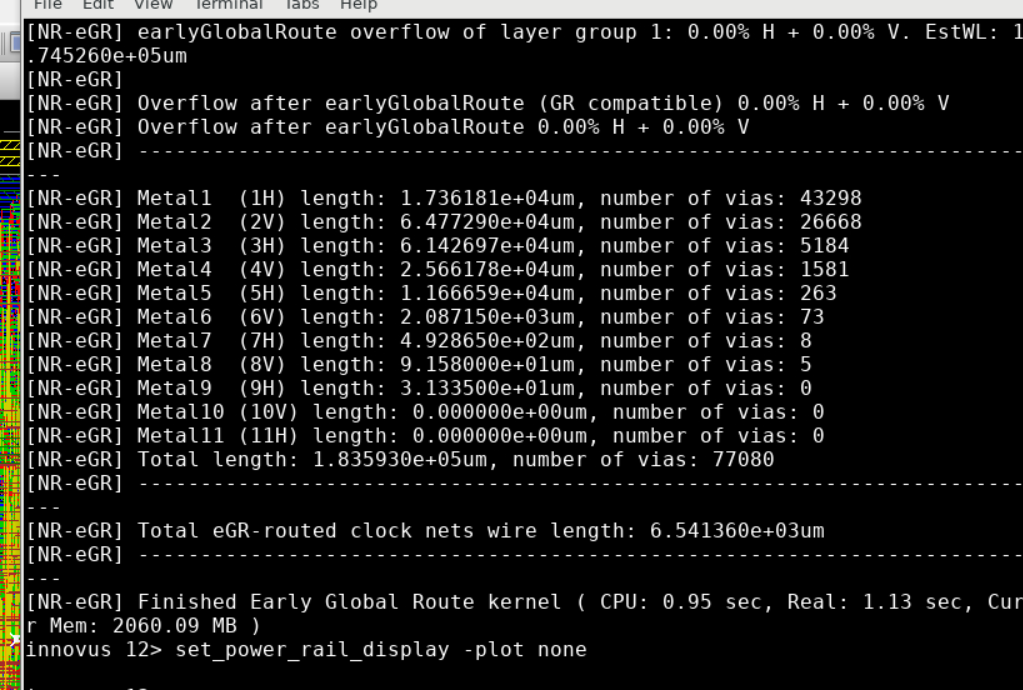 File Edit View Terminal Tabs Help
[NR-eGR] earlyGlobalRoute overflow of layer group 1: 0.00% H + 0.00% V. EstWL: 1
.745260e+05um
[NR-eGR]
[NR-eGR] Overflow after earlyGlobalRoute (GR compatible) 0.00% H + 0.00% V
[NR-eGR] Overflow after earlyGlobalRoute 0.00% H + 0.00% V
[NR-eGR] ------------------------------------------------------------------------
---
[NR-eGR] Metal1  (1H) length: 1.736181e+04um, number of vias: 43298
[NR-eGR] Metal2  (2V) length: 6.477290e+04um, number of vias: 26668
[NR-eGR] Metal3  (3H) length: 6.142697e+04um, number of vias: 5184
[NR-eGR] Metal4  (4V) length: 2.566178e+04um, number of vias: 1581
[NR-eGR] Metal5  (5H) length: 1.166659e+04um, number of vias: 263
[NR-eGR] Metal6  (6V) length: 2.087150e+03um, number of vias: 73
[NR-eGR] Metal7  (7H) length: 4.928650e+02um, number of vias: 8
[NR-eGR] Metal8  (8V) length: 9.158000e+01um, number of vias: 5
[NR-eGR] Metal9  (9H) length: 3.133500e+01um, number of vias: 0
[NR-eGR] Metal10 (10V) length: 0.000000e+00um, number of vias: 0
[NR-eGR] Metal11 (11H) length: 0.000000e+00um, number of vias: 0
[NR-eGR] Total length: 1.835930e+05um, number of vias: 77080
[NR-eGR] ------------------------------------------------------------------------
---
[NR-eGR] Total eGR-routed clock nets wire length: 6.541360e+03um
[NR-eGR] ------------------------------------------------------------------------
---
[NR-eGR] Finished Early Global Route kernel ( CPU: 0.95 sec, Real: 1.13 sec, Cur
r Mem: 2060.09 MB )
innovus 12> set_power_rail_display -plot none